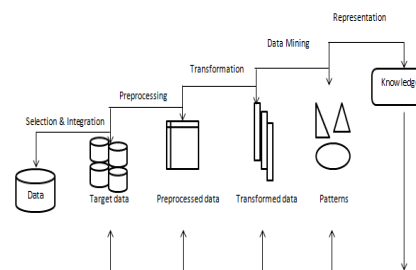 Representation
Data Mining
Transformation
Preprocessing
Selection & Integration
Knowledge
Data
Target data
Preprocessed data
Transformed data
Patterns